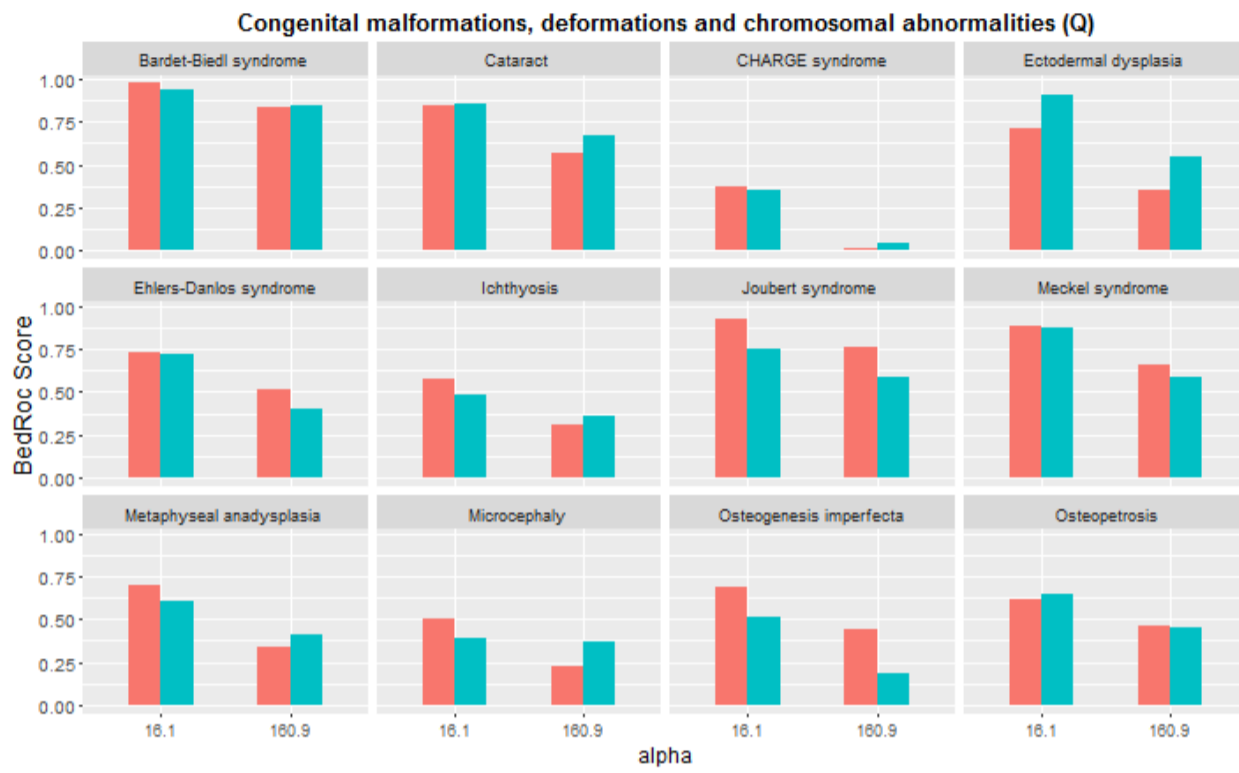 Congenital malformations, deformations and chromosomal abnormalities (Q)
Bardet-Biedl syndrome
Cataract
CHARGE syndrome
Ectodermal dysplasia
1.00
0.75
0.50
0.25
0.00
Ehlers-Danlos syndrome
Ichthyosis
Joubert syndrome
Meckel syndrome
1.00
0.75
0.50
0.25
0.00
BedRoc Score
Metaphyseal anadysplasia
Microcephaly
Osteogenesis imperfecta
Osteopetrosis
1.00
0.75
0.50
0.25
0.00
16.1 160.9 16.1 160.9 16.1 160.9 16.1 160.9
alpha